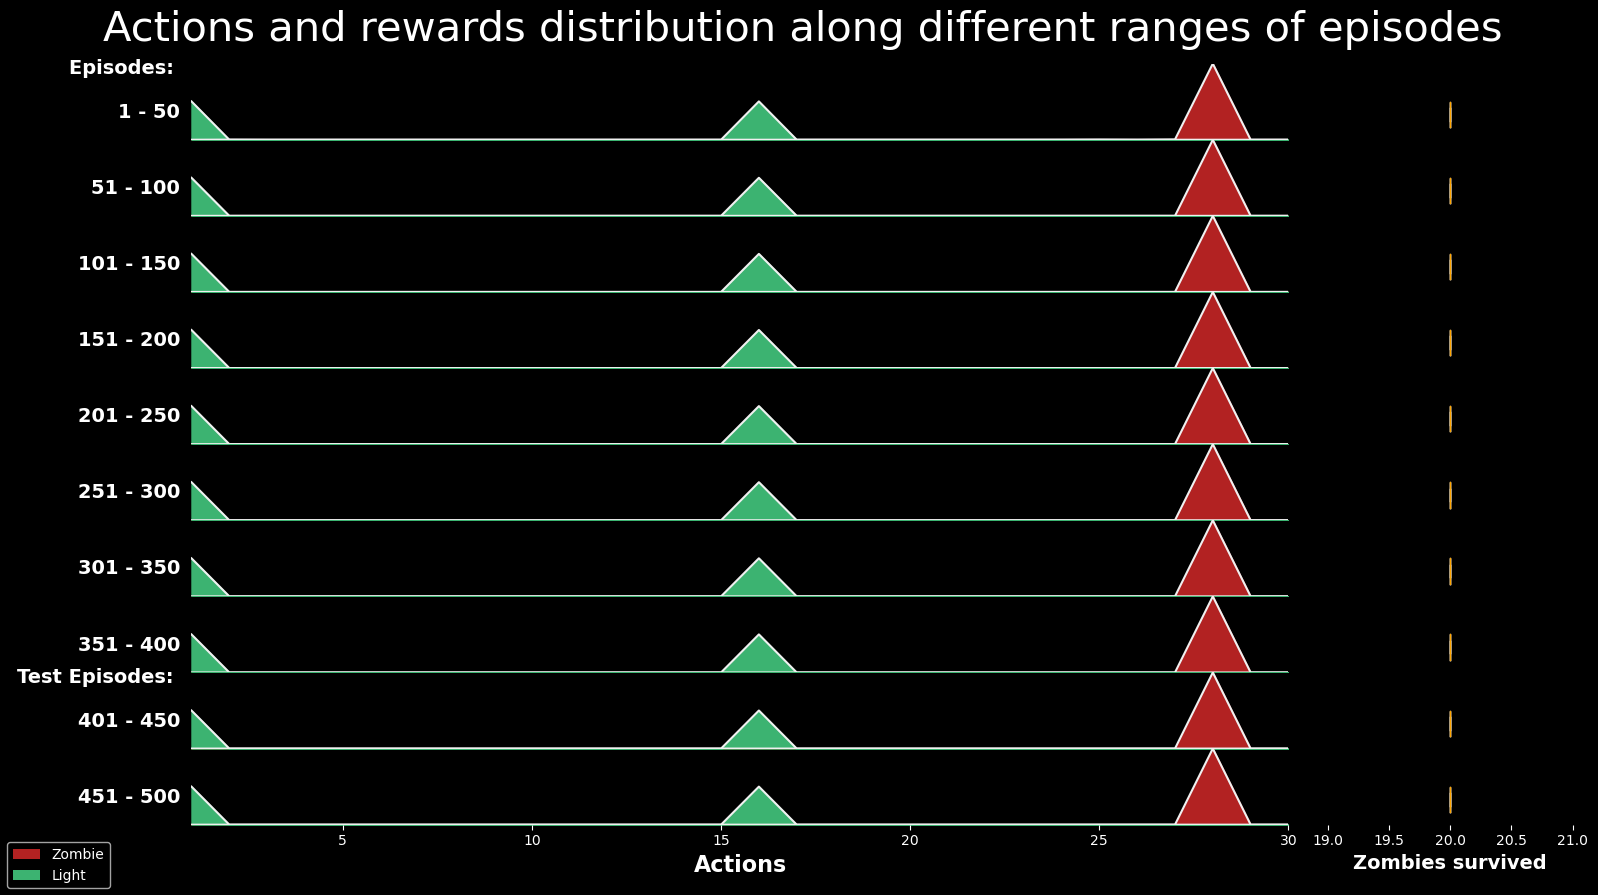 Actions and rewards distribution along different ranges of episodes
Episodes:
1 - 50
51 - 100
101 - 150
151 - 200
201 - 250
251 - 300
301 - 350
351 - 400
Test Episodes:
401 - 450
451 - 500
5 10 15 20 25 30 19.0 19.5 20.0 20.5 21.0
Actions Zombies survived
Zombie
Light